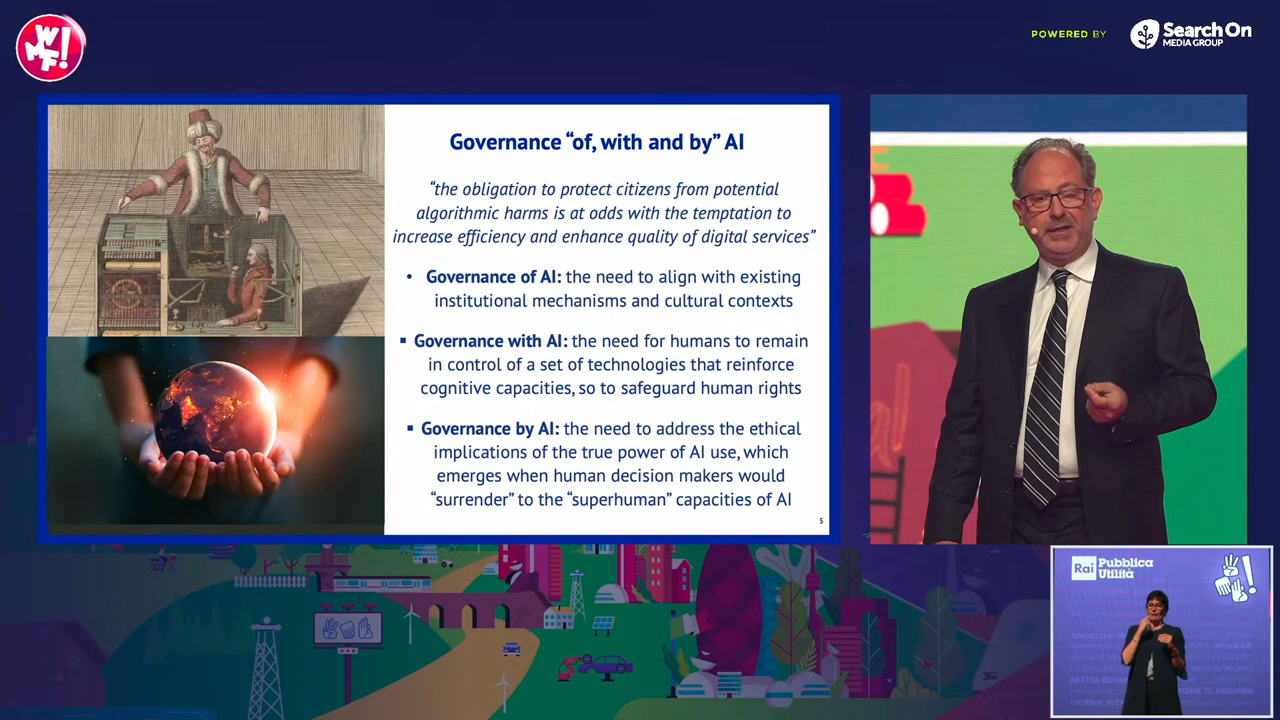 WMF!
POWERED BY
Search On
MEDIA GROUP
Governance “of, with and by” AI
“the obligation to protect citizens from potential
algorithmic harms is at odds with the temptation to
increase efficiency and enhance quality of digital services”
• Governance of AI: the need to align with existing
institutional mechanisms and cultural contexts
▪ Governance with AI: the need for humans to remain
in control of a set of technologies that reinforce
cognitive capacities, so to safeguard human rights
▪ Governance by AI: the need to address the ethical
implications of the true power of AI use, which
emerges when human decision makers would
“surrender” to the “superhuman” capacities of AI
5
Rai Pubblica
Utilità